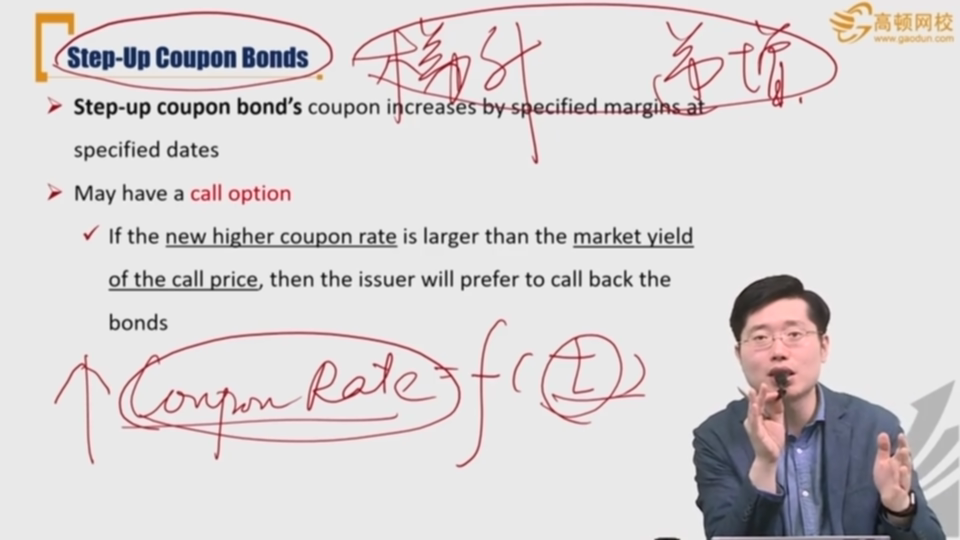 高顿网校
www.gaodun.com
Step-Up Coupon Bonds
梯升 递增
Step-up coupon bond's coupon increases by specified margins at
specified dates
May have a call option
If the new higher coupon rate is larger than the market yield
of the call price, then the issuer will prefer to call back the
bonds
↑ Coupon Rate = f(t)